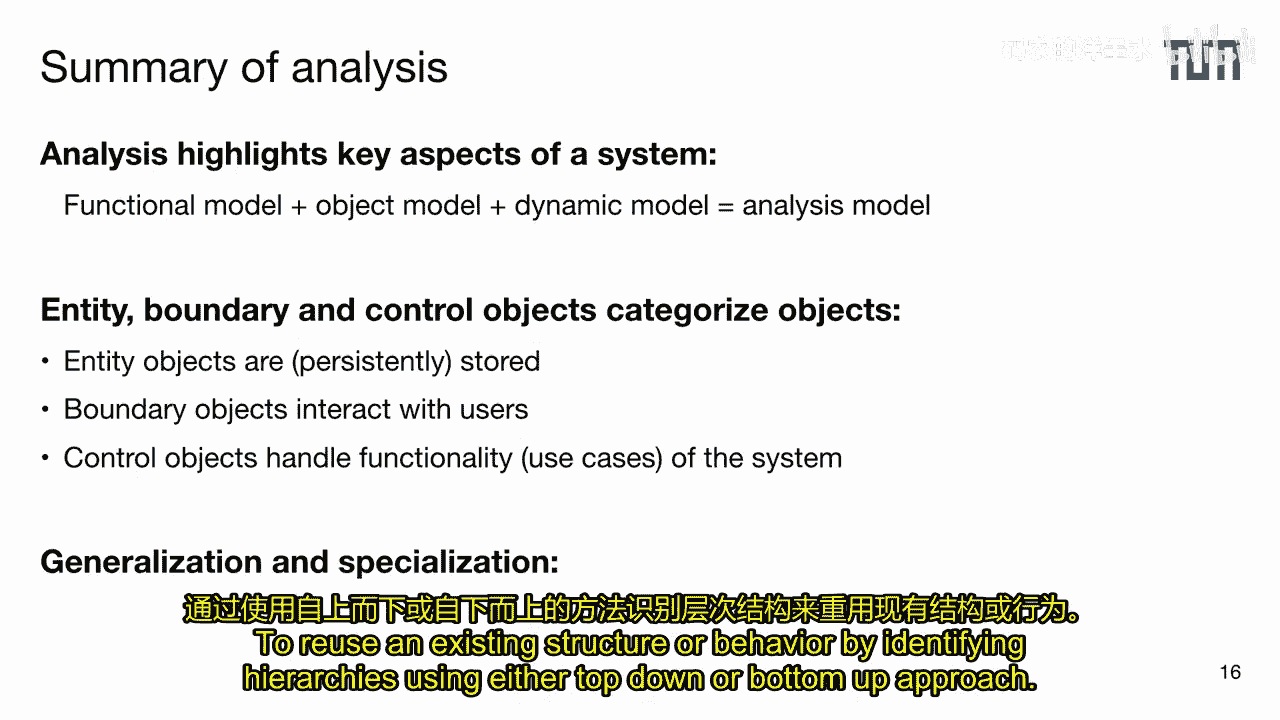 Summary of analysis
Analysis highlights key aspects of a system:
Functional model + object model + dynamic model = analysis model
Entity, boundary and control objects categorize objects:
• Entity objects are (persistently) stored
• Boundary objects interact with users
• Control objects handle functionality (use cases) of the system
Generalization and specialization:
通过使用自上而下或自下而上的方法识别层次结构来重用现有结构或行为。
To reuse an existing structure or behavior by identifying
hierarchies using either top down or bottom up approach.
16